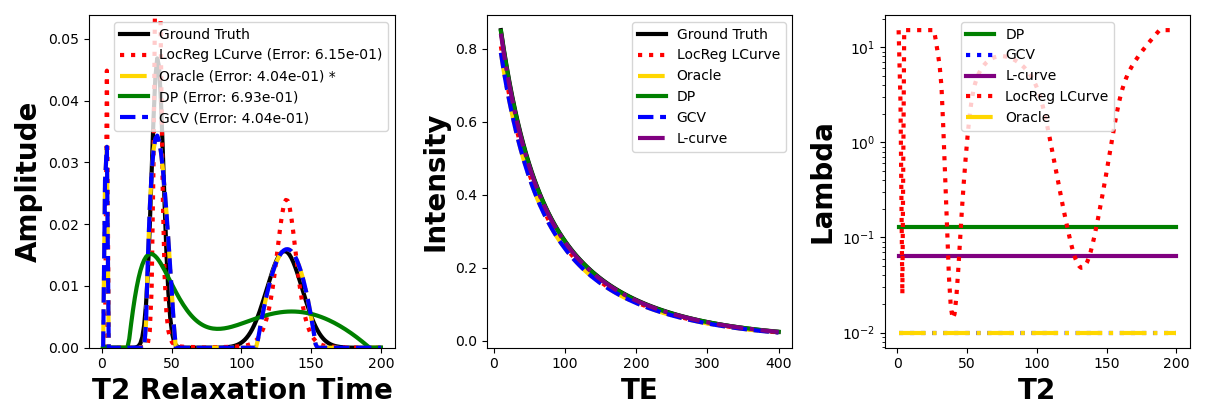 Amplitude
0.05
0.04
0.03
0.02
0.01
0.00
Ground Truth
LocReg LCurve (Error: 6.15e-01)
Oracle (Error: 4.04e-01) *
DP (Error: 6.93e-01)
GCV (Error: 4.04e-01)
0 50 100 150 200
T2 Relaxation Time
Intensity
0.8
0.6
0.4
0.2
0.0
Ground Truth
LocReg LCurve
Oracle
DP
GCV
L-curve
0 100 200 300 400
TE
Lambda
10¹
10⁰
10⁻¹
10⁻²
DP
GCV
L-curve
LocReg LCurve
Oracle
0 50 100 150 200
T2